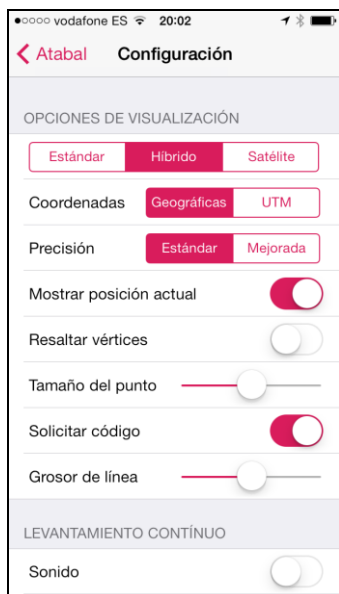 vodafone ES 20:02
Atabal Configuración
OPCIONES DE VISUALIZACIÓN
Estándar Híbrido Satélite
Coordenadas Geográficas UTM
Precisión Estándar Mejorada
Mostrar posición actual
Resaltar vértices
Tamaño del punto
Solicitar código
Grosor de línea
LEVANTAMIENTO CONTÍNUO
Sonido